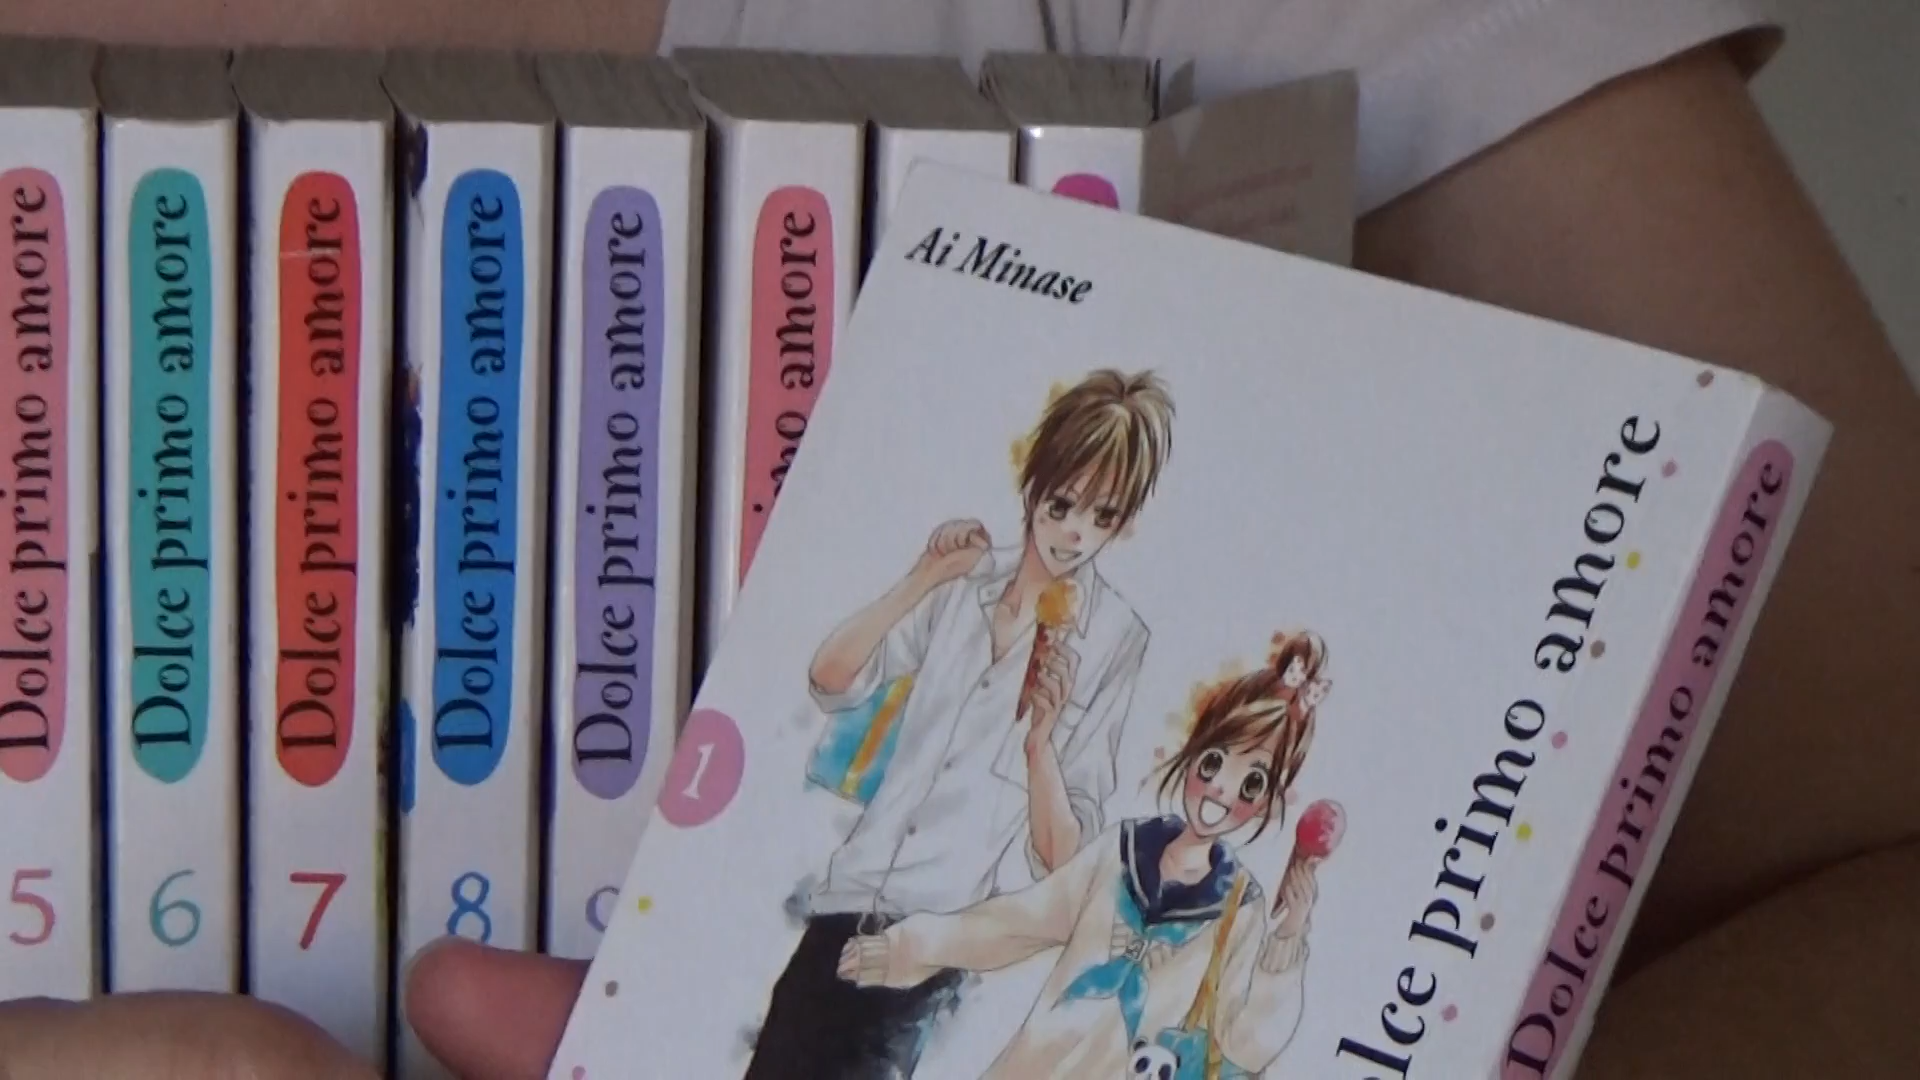 Dolce primo amore
5
Dolce primo amore
6
Dolce primo amore
7
Dolce primo amore
8
Dolce primo amore
amore
Ai Minase
1
primo amore
Dolce primo amore